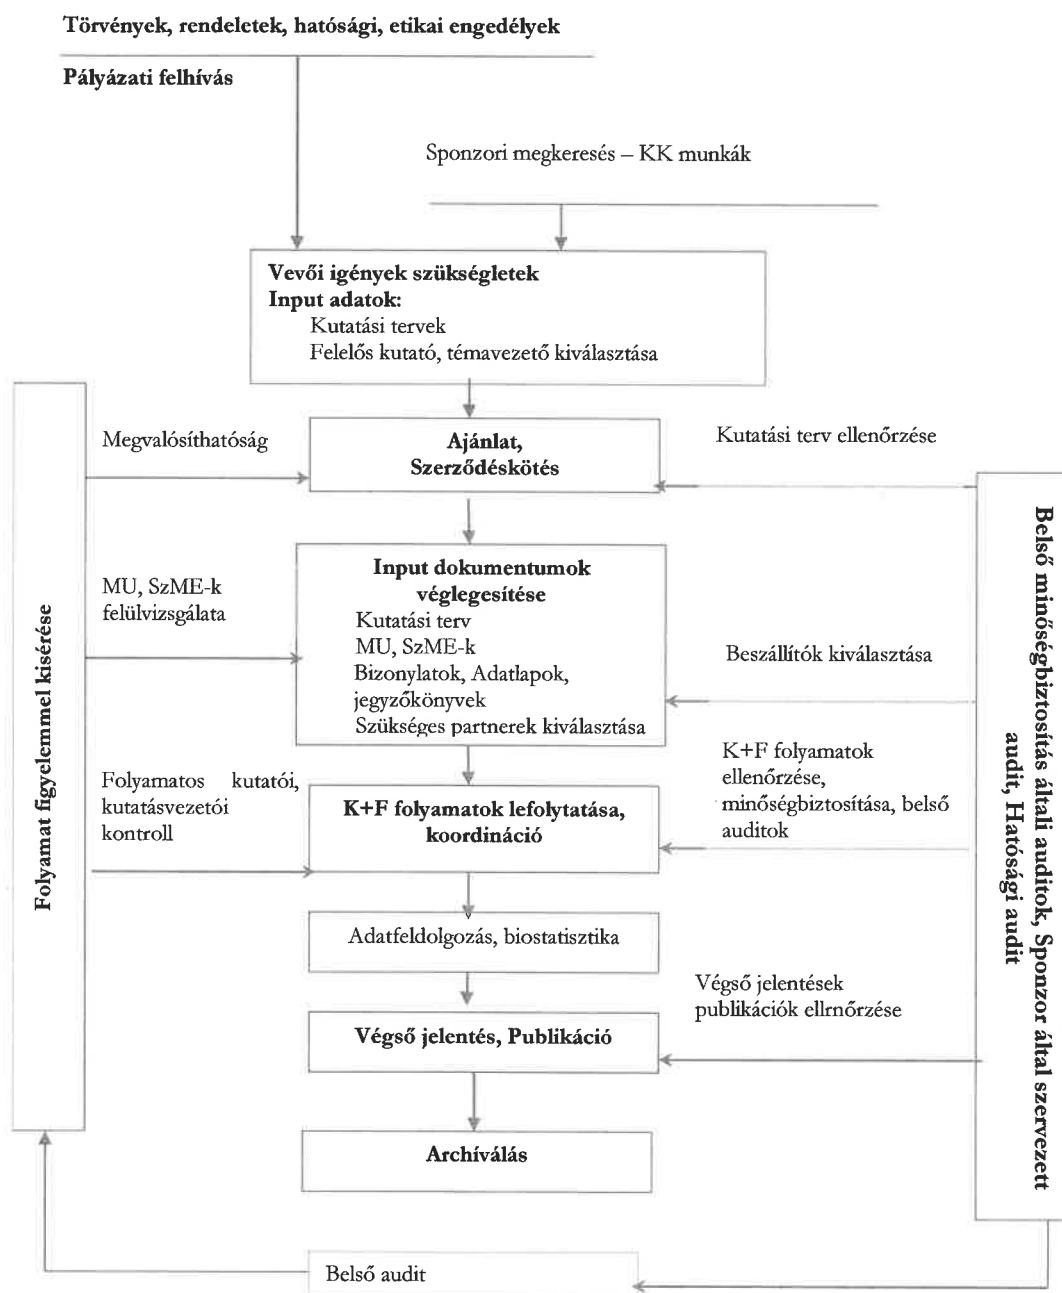 Törvények, rendeletek, hatósági, etikai engedélyek
Pályázati felhívás
Sponzori megkeresés – KK munkák
Vevői igények szükségletek
Input adatok:
Kutatási tervek
Felelős kutató, témavezető kiválasztása
Megvalósíthatóság
Ajánlat,
Szerződéskötés
Kutatási terv ellenőrzése
MU, SzME-k
felülvizsgálata
Input dokumentumok
véglegesítése
Kutatási terv
MU, SzME-k
Bizonylatok, Adatlapok,
jegyzőkönyvek
Szükséges partnerek kiválasztása
Beszállítók kiválasztása
Folyamatos kutatói,
kutatásvezetói
kontroll
K+F folyamatok lefolytatása,
koordináció
K+F folyamatok
ellenőrzése,
minőségbiztosítása, belső
auditok
Adatfeldolgozás, biostatisztika
Végső jelentés, Publikáció
Végső jelentések
publikációk ellrnőrzése
Archíválás
Belső audit
Folyamat figyelemmel kisérése
Belső minőségbiztosítás általi auditok, Sponzor által szervezett
audit, Hatósági audit